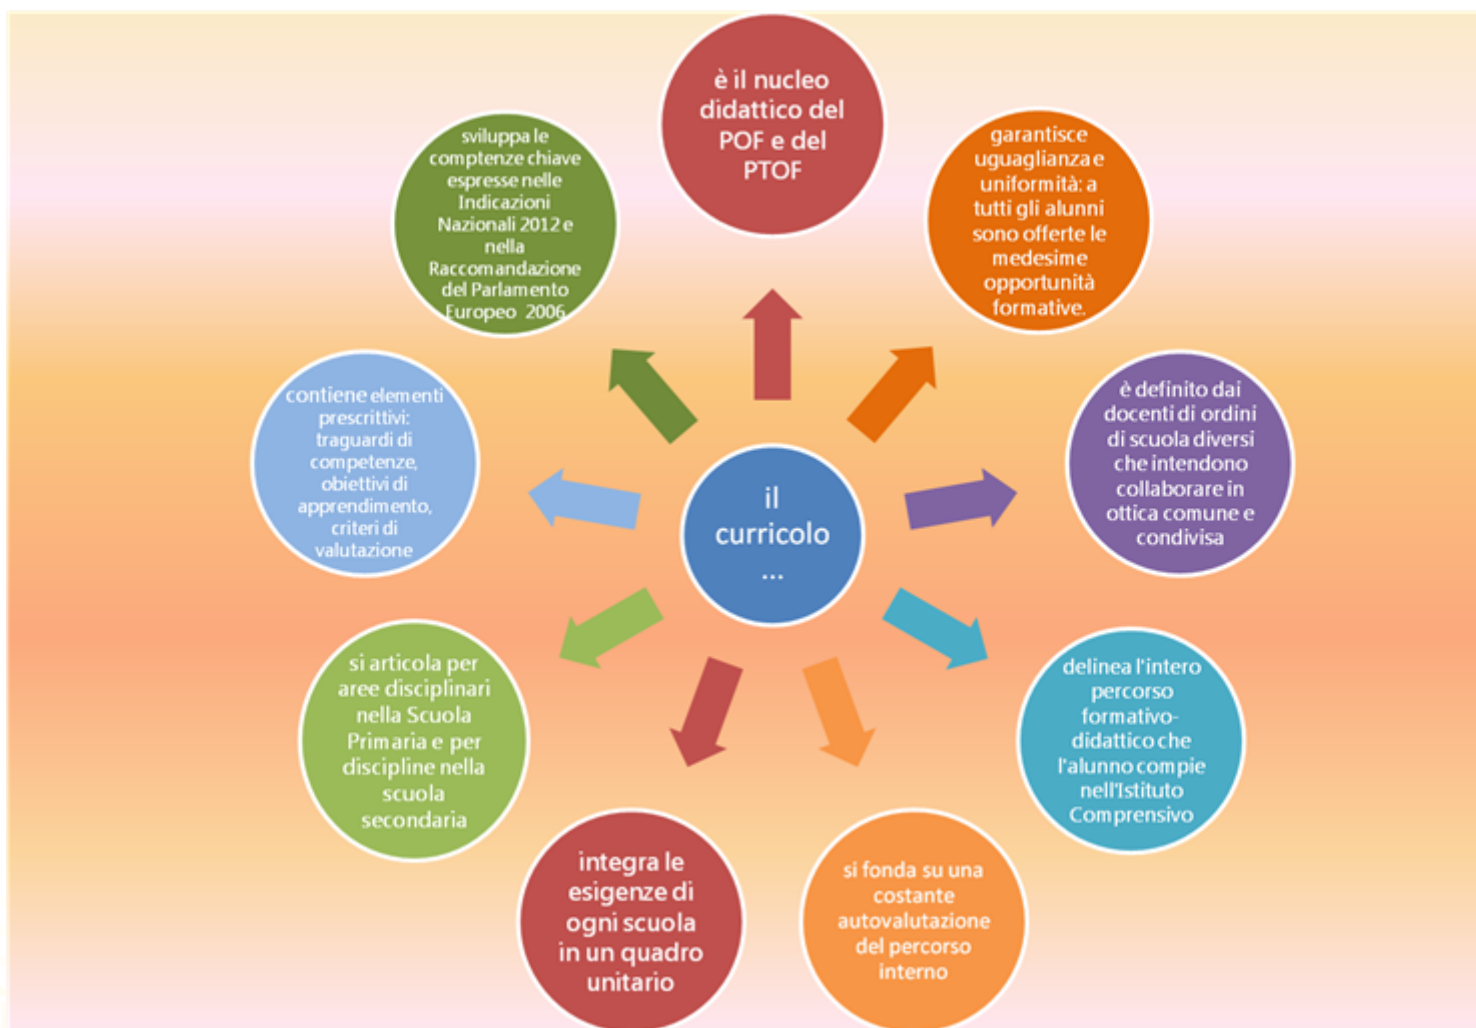 è il nucleo
didattico del
POF e del
PTOF
garantisce
uguaglianza e
uniformità: a
tutti gli alunni
sono offerte le
medesime
opportunità
formative.
è definito dai
docenti di ordini
di scuola diversi
che intendono
collaborare in
ottica comune e
condivisa
delinea l'intero
percorso
formativo-
didattico che
l'alunno compie
nell'Istituto
Comprensivo
si fonda su una
costante
autovalutazione
del percorso
interno
integra le
esigenze di
ogni scuola
in un quadro
unitario
si articola per
aree disciplinari
nella Scuola
Primaria e per
discipline nella
scuola
secondaria
contiene elementi
prescrittivi:
traguardi di
competenze,
obiettivi di
apprendimento,
criteri di
valutazione
sviluppa le
comptenze chiave
espresse nelle
Indicazioni
Nazionali 2012 e
nella
Raccomandazione
del Parlamento
Europeo 2006
il
curricolo
...